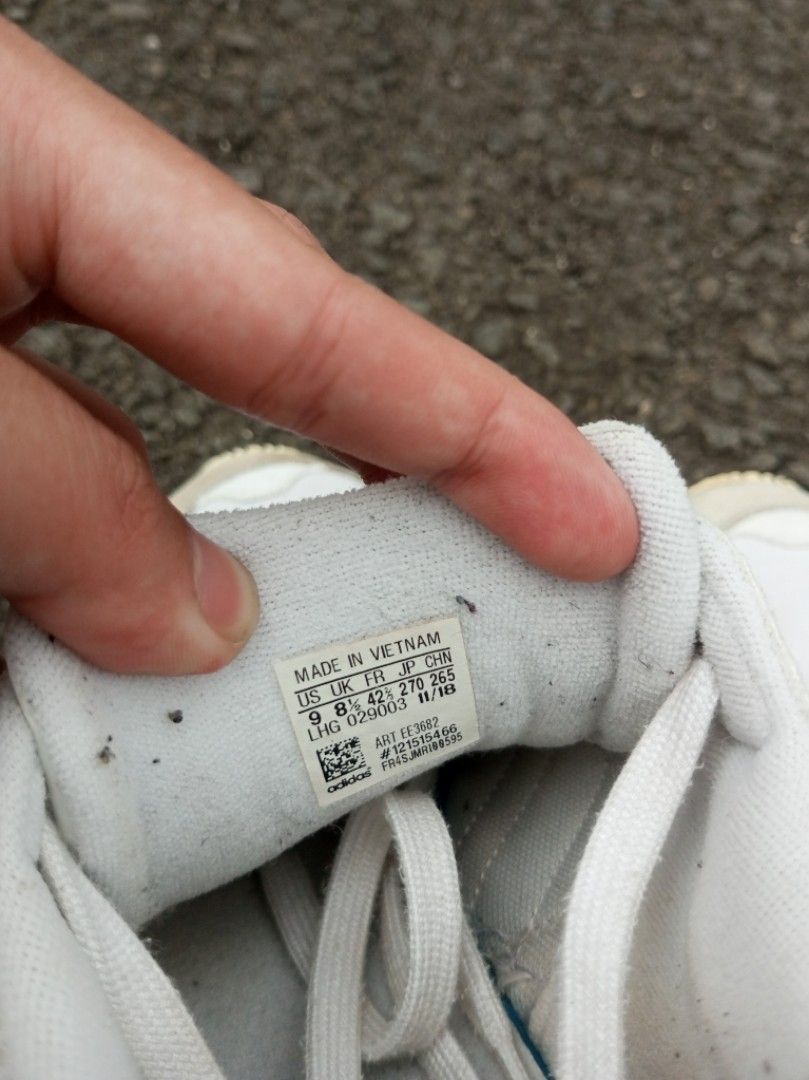 MADE IN VIETNAM
US UK FR JP CHN
9 8½ 42⅔ 270 265
LHG 029003 11/18
ART EE3682
#121515466
FR4SJMRI00595
adidas